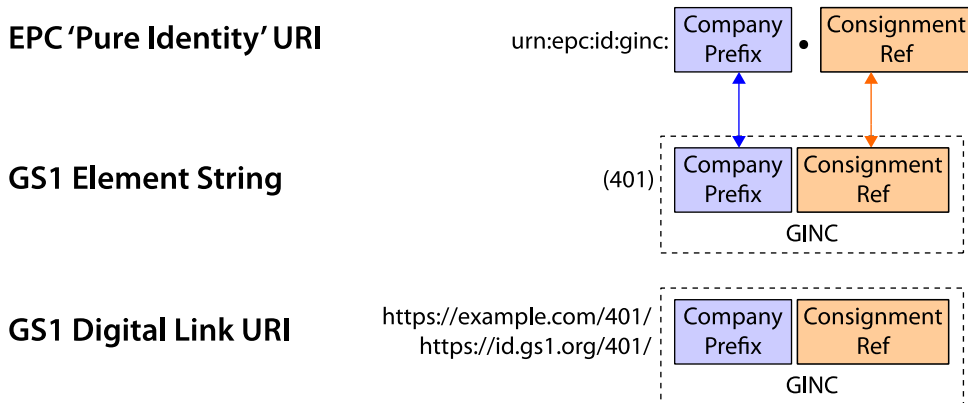 EPC ‘Pure Identity’ URI
urn:epc:id:ginc:
Company
Prefix
•
Consignment
Ref
GS1 Element String
(401)
Company
Prefix
Consignment
Ref
GINC
GS1 Digital Link URI
https://example.com/401/
https://id.gs1.org/401/
Company
Prefix
Consignment
Ref
GINC